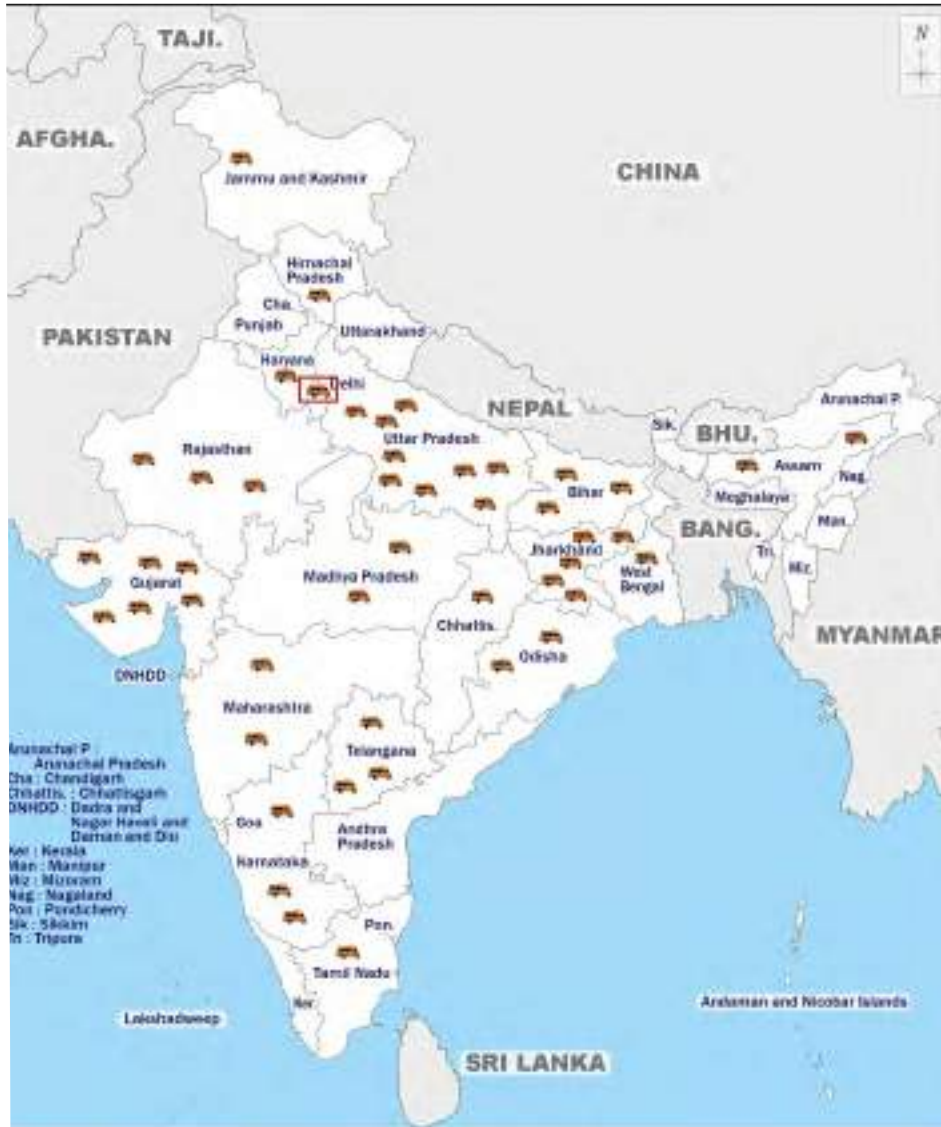 N
TAJI.
AFGHA.
CHINA
Jammu and Kashmir
Himachal
Pradesh
Cha.
Punjab
PAKISTAN
Uttarakhand
Haryana
Delhi
NEPAL
Arunachal P.
Sik.
BHU.
Uttar Pradesh
Rajasthan
Assam
Nag.
Bihar
Meghalaya
Man.
BANG.
Jharkhand
Tri.
Miz.
West
Bengal
Gujarat
Madhya Pradesh
Chhattis.
MYANMAR
Odisha
DNHDD
Maharashtra
Telangana
Arunachal P
Arunachal Pradesh
Cha : Chandigarh
Chhattis. : Chhattisgarh
DNHDD : Dadra and
Nagar Haveli and
Daman and Diu
Ker : Kerala
Man : Manipur
Miz : Mizoram
Nag : Nagaland
Pon : Pondicherry
Sik : Sikkim
Tri : Tripura
Goa
Andhra
Pradesh
Karnataka
Pon.
Tamil Nadu
Ker.
Lakshadweep
Andaman and Nicobar Islands
SRI LANKA